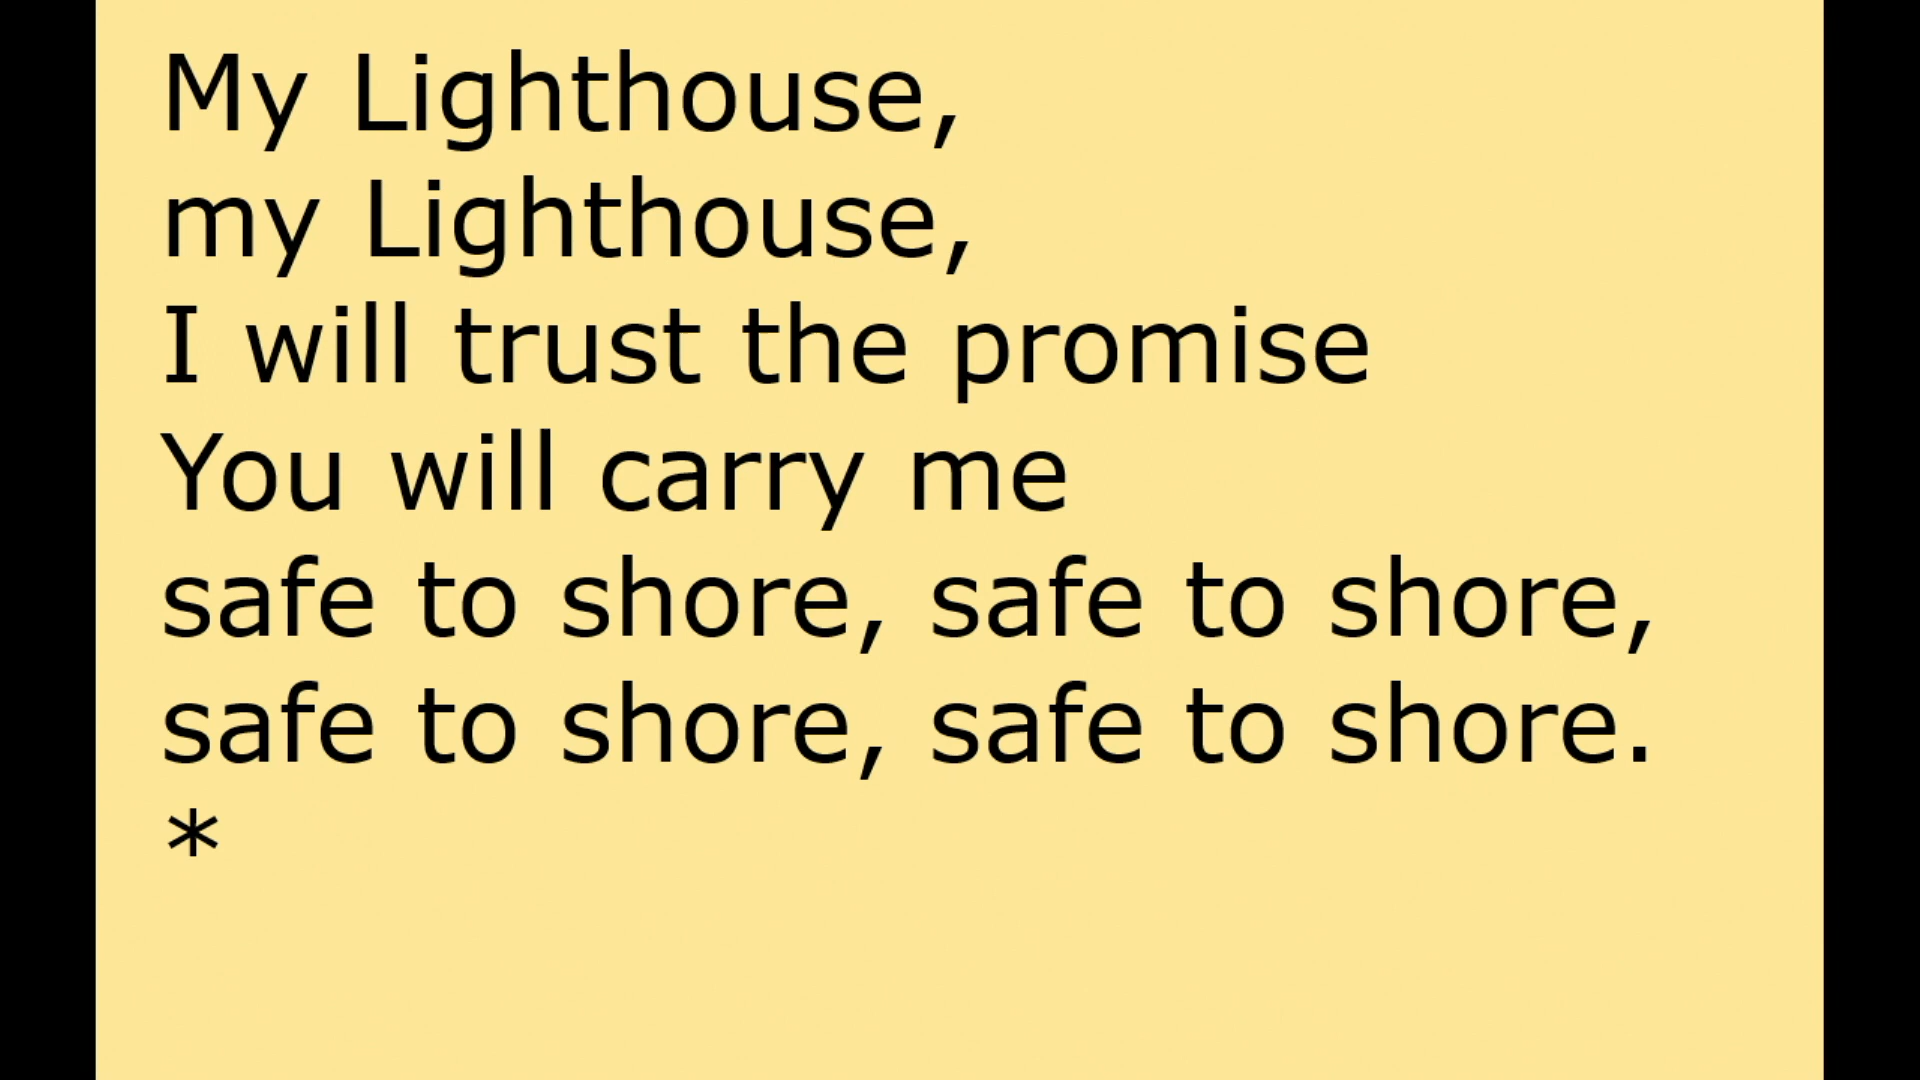 My Lighthouse,
my Lighthouse,
I will trust the promise
You will carry me
safe to shore, safe to shore,
safe to shore, safe to shore.
*